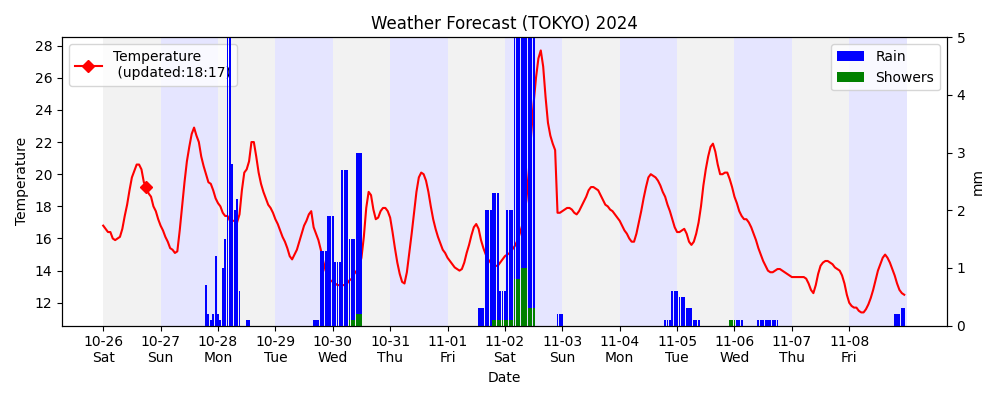 Weather Forecast (TOKYO) 2024
Temperature
(updated:18:17)
Rain
Showers
Temperature
28
26
24
22
20
18
16
14
12
5
4
3
2
1
0
mm
10-26 10-27 10-28 10-29 10-30 10-31 11-01 11-02 11-03 11-04 11-05 11-06 11-07 11-08
Sat Sun Mon Tue Wed Thu Fri Sat Sun Mon Tue Wed Thu Fri
Date